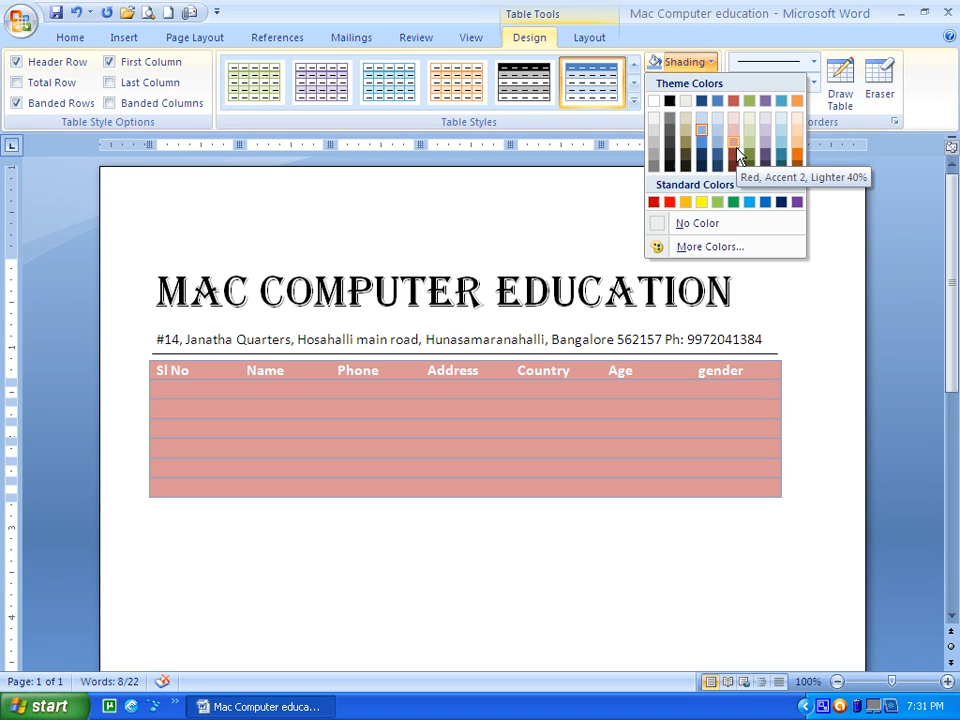 Table Tools
Mac Computer education - Microsoft Word
Home
Insert
Page Layout
References
Mailings
Review
View
Design
Layout
Header Row
First Column
Total Row
Last Column
Banded Rows
Banded Columns
Table Style Options
Table Styles
Shading
Draw Table
Eraser
orders
Theme Colors
Red, Accent 2, Lighter 40%
Standard Colors
No Color
More Colors...
MAC COMPUTER EDUCATION
#14, Janatha Quarters, Hosahalli main road, Hunasamaranahalli, Bangalore 562157 Ph: 9972041384
Sl No Name Phone Address Country Age gender
Page: 1 of 1
Words: 8/22
100%
start
Mac Computer educa...
7:31 PM